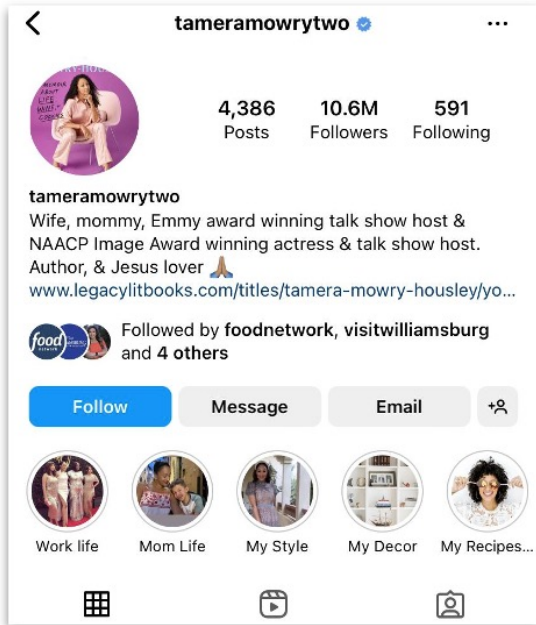 tameramowrytwo
4,386 10.6M 591
Posts Followers Following
tameramowrytwo
Wife, mommy, Emmy award winning talk show host &
NAACP Image Award winning actress & talk show host.
Author, & Jesus lover 🙏🏽
www.legacylitbooks.com/titles/tamera-mowry-housley/yo...
food
Followed by foodnetwork, visitwilliamsburg
and 4 others
Follow Message Email
Work life Mom Life My Style My Decor My Recipes...